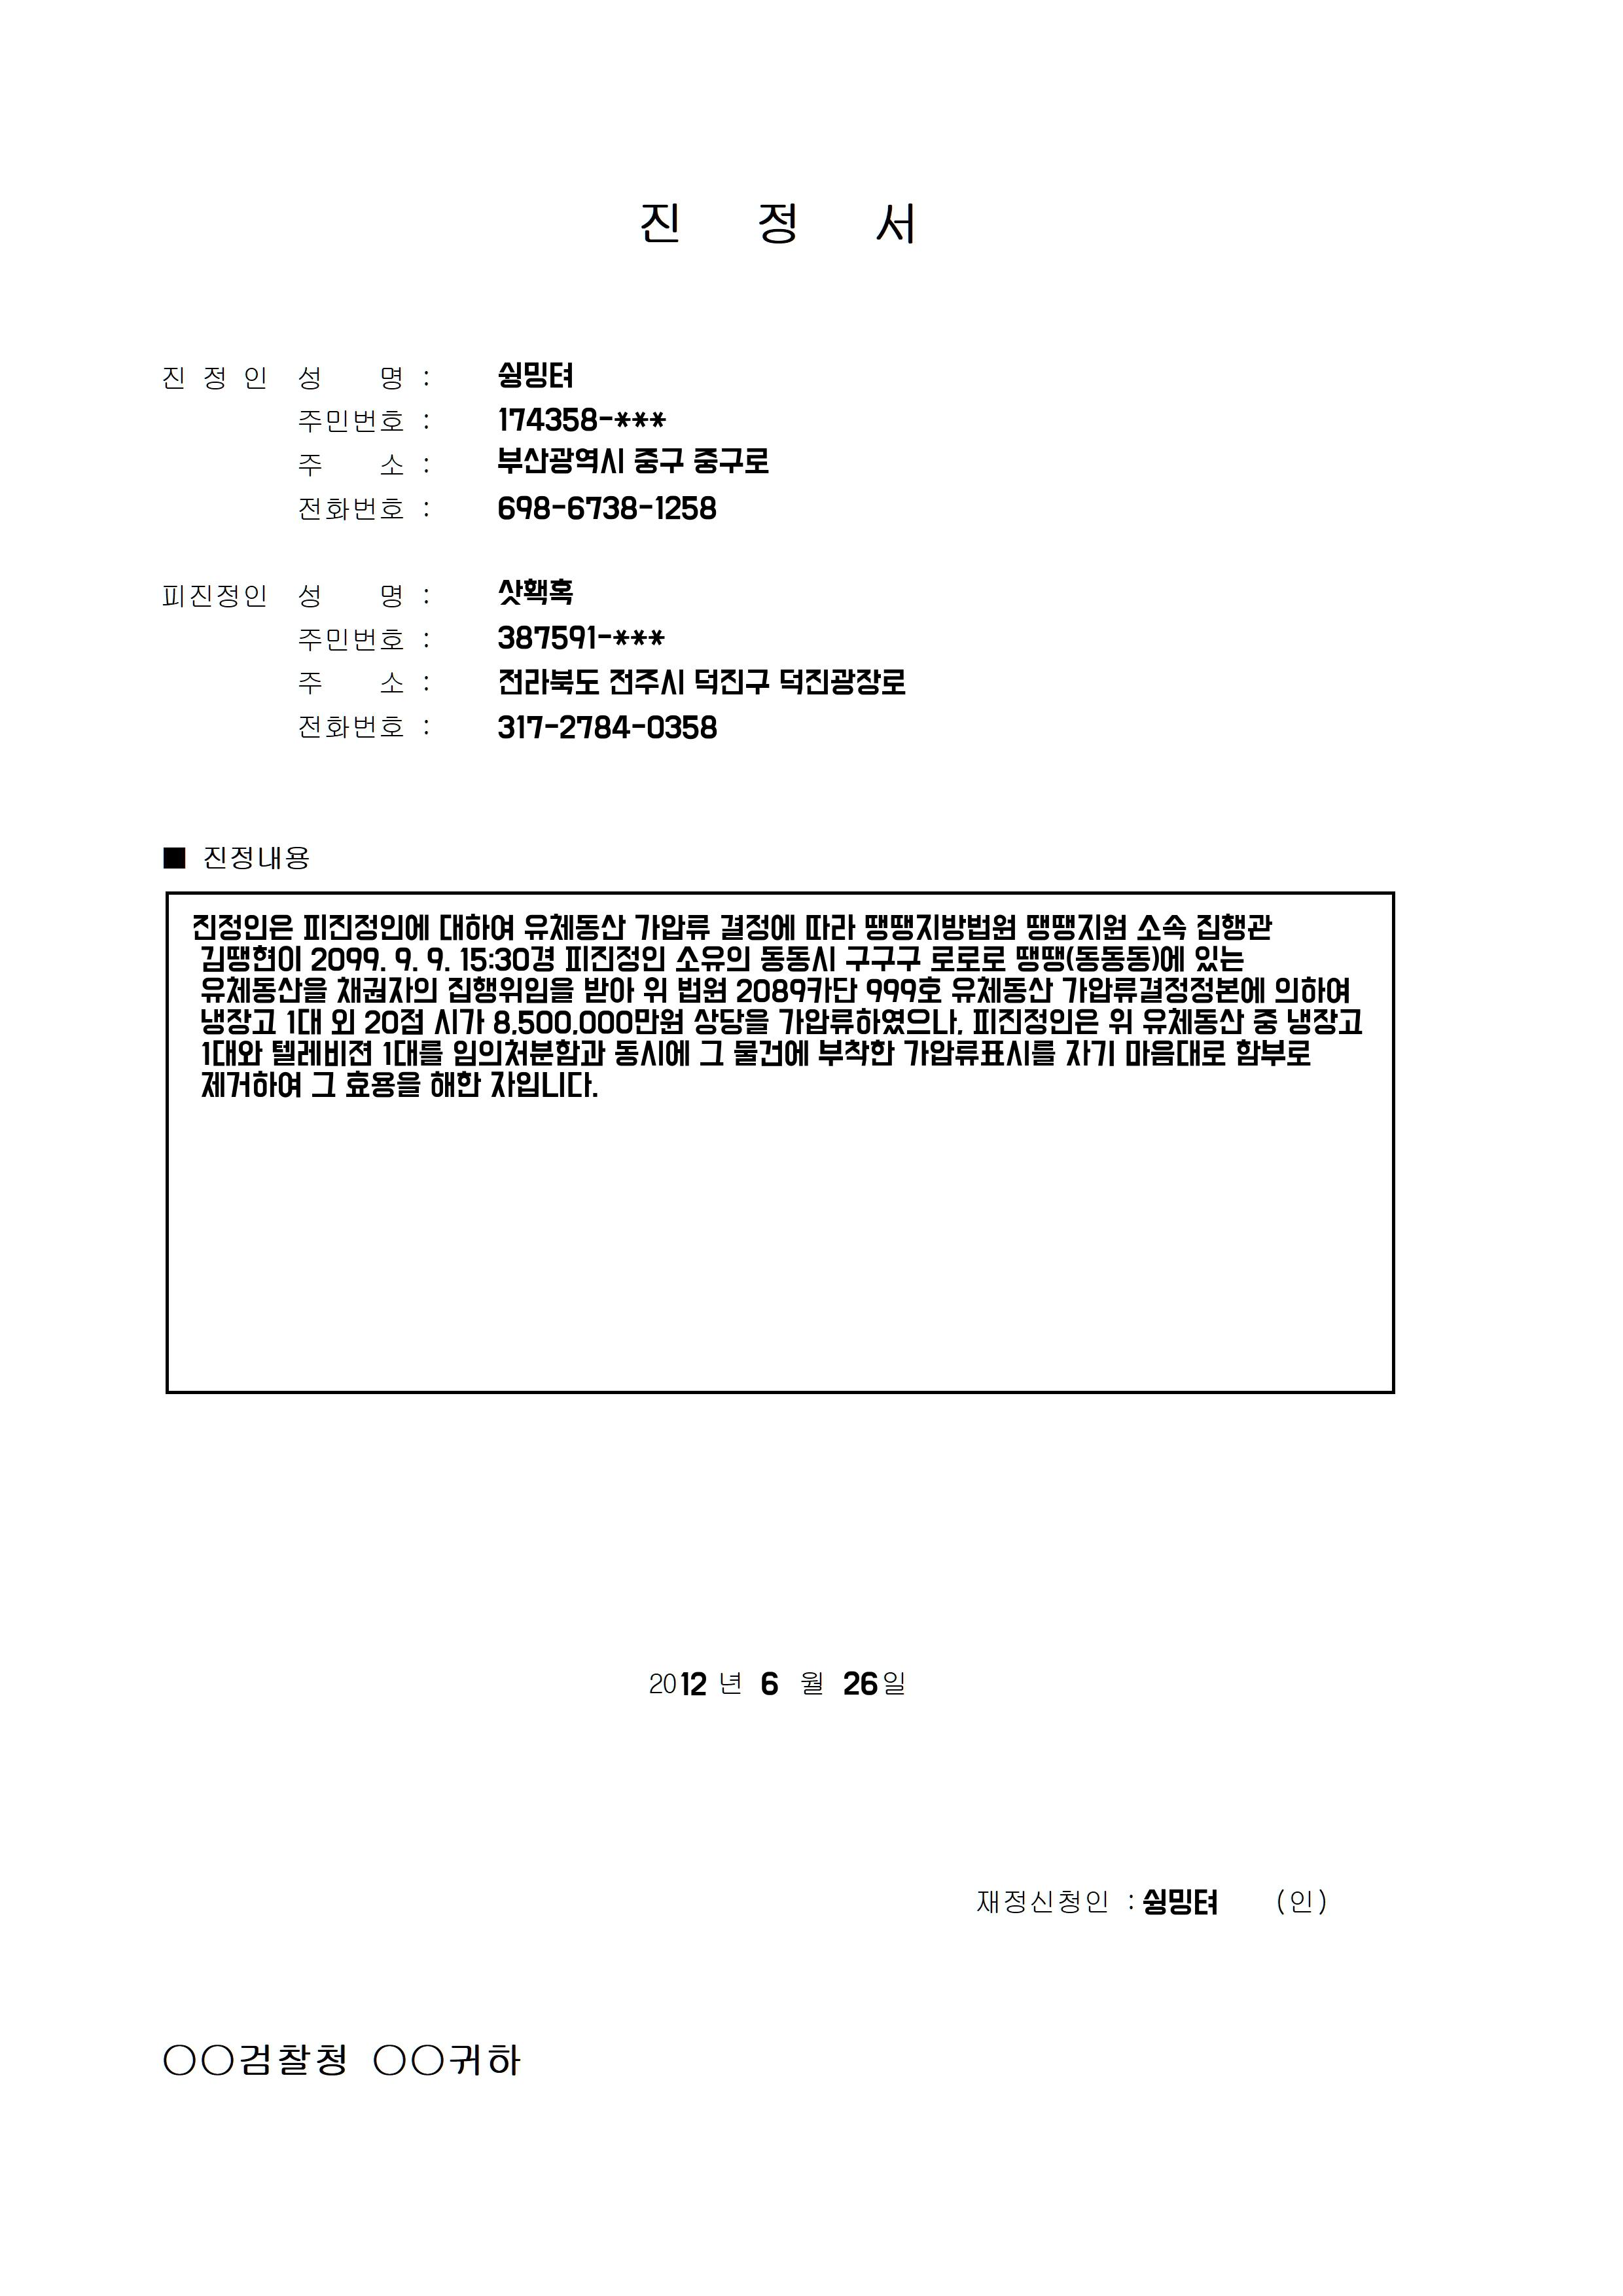 진 정 서
진 정 인 성 명 : 슁밍텨
주민번호 : 174358-***
주 소 : 부산광역시 중구 중구로
전화번호 : 698-6738-1258
피진정인 성 명 : 삿홱혹
주민번호 : 387591-***
주 소 : 전라북도 전주시 덕진구 덕진광장로
전화번호 : 317-2784-0358
■ 진정내용
진정인은 피진정인에 대하여 유체동산 가압류 결정에 따라 땡땡지방법원 땡땡지원 소속 집행관
김땡현이 2099. 9. 9. 15:30경 피진정인 소유의 동동시 구구구 로로로 땡땡(동동동)에 있는
유체동산을 채권자의 집행위임을 받아 위 법원 2089카단 999호 유체동산 가압류결정정본에 의하여
냉장고 1대 외 20점 시가 8,500,000만원 상당을 가압류하였으나, 피진정인은 위 유체동산 중 냉장고
1대와 텔레비젼 1대를 임의처분함과 동시에 그 물건에 부착한 가압류표시를 자기 마음대로 함부로
제거하여 그 효용을 해한 자입니다.
2012 년 6 월 26일
재정신청인 : 슁밍텨 (인)
○○검찰청 ○○귀하